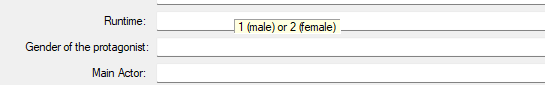 Runtime:
1 (male) or 2 (female)
Gender of the protagonist:
Main Actor: